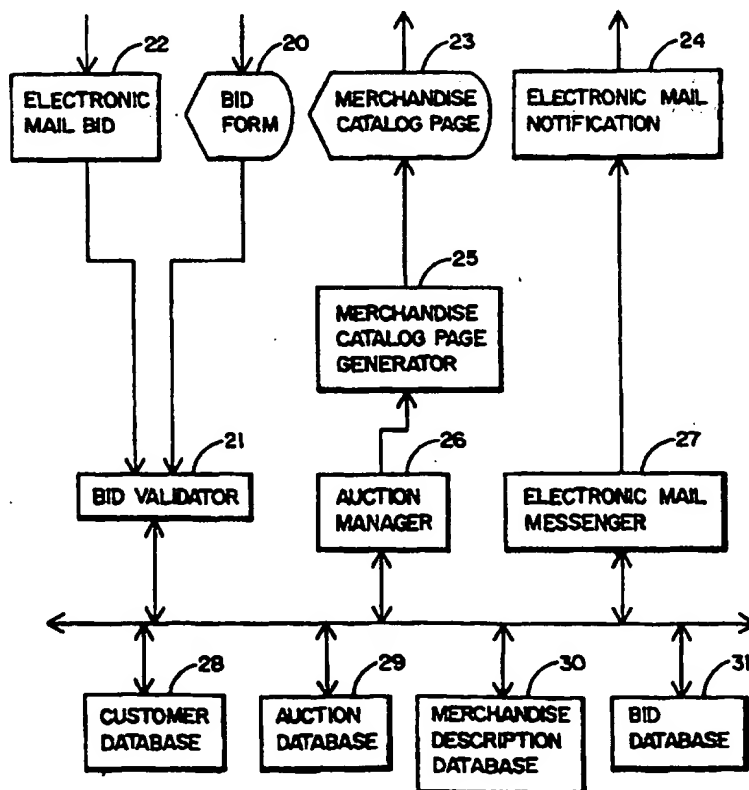 22
20
23
24
ELECTRONIC
MAIL BID
BID
FORM
MERCHANDISE
CATALOG PAGE
ELECTRONIC MAIL
NOTIFICATION
25
MERCHANDISE
CATALOG PAGE
GENERATOR
21
26
27
BID VALIDATOR
AUCTION
MANAGER
ELECTRONIC MAIL
MESSENGER
28
29
30
31
CUSTOMER
DATABASE
AUCTION
DATABASE
MERCHANDISE
DESCRIPTION
DATABASE
BID
DATABASE